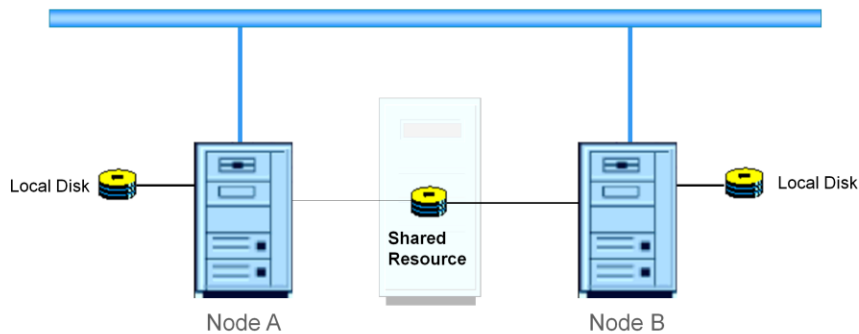 Local Disk
Shared
Resource
Local Disk
Node A
Node B